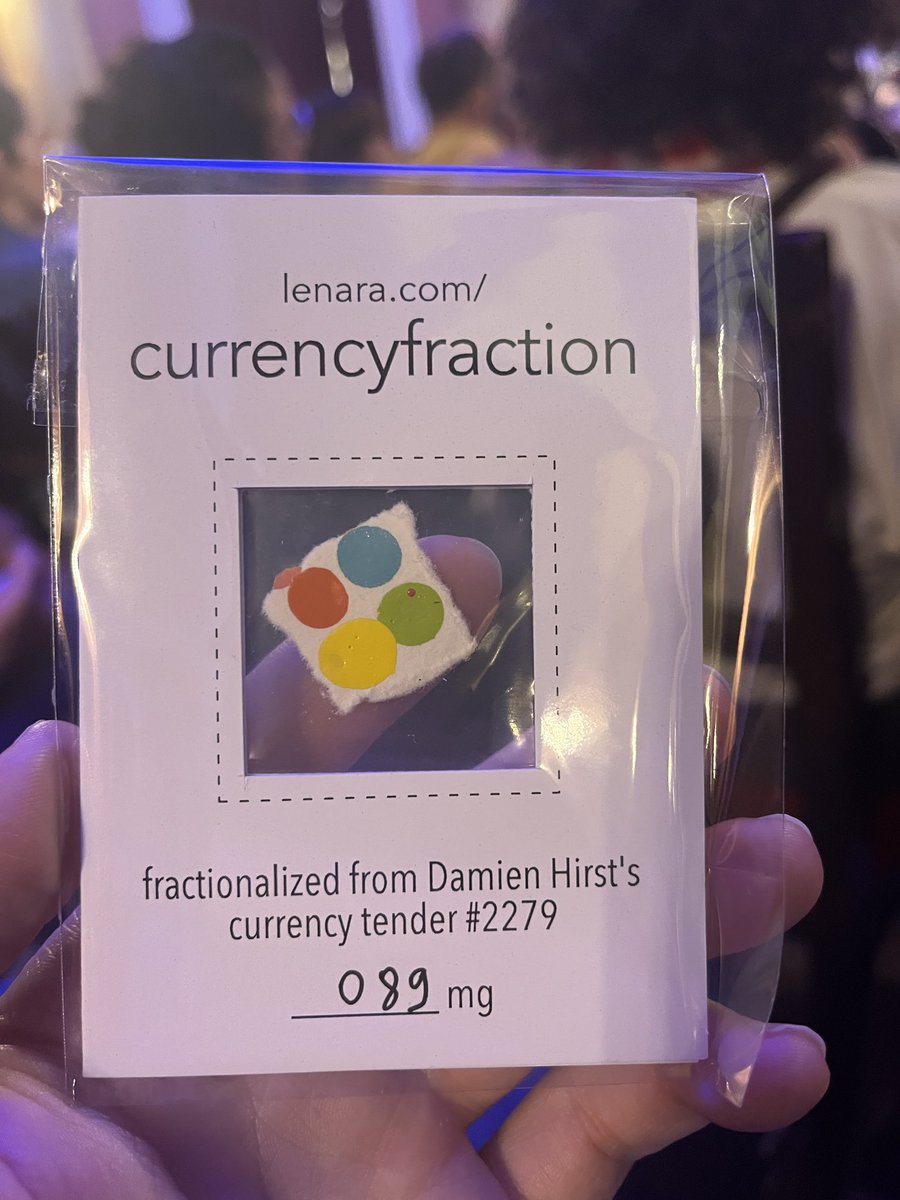 lenara.com/
currencyfraction
fractionalized from Damien Hirst's
currency tender #2279
089 mg